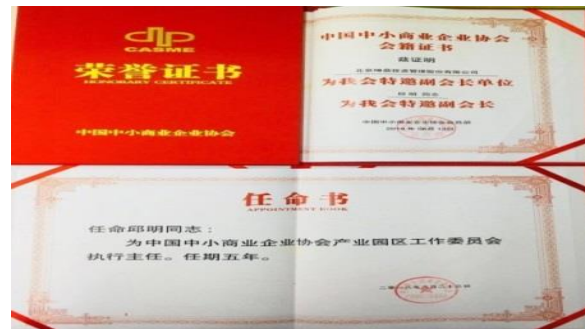 CASME
荣誉证书
HONORARY CERTIFICATE
中国中小商业企业协会
中国中小商业企业协会
会籍证书
兹证明
为我会特邀副会长单位
同志
为我会特邀副会长
任命书
APPOINTMENT BOOK
任命邱明同志：
为中国中小商业企业协会产业园区工作委员会
执行主任。任期五年。